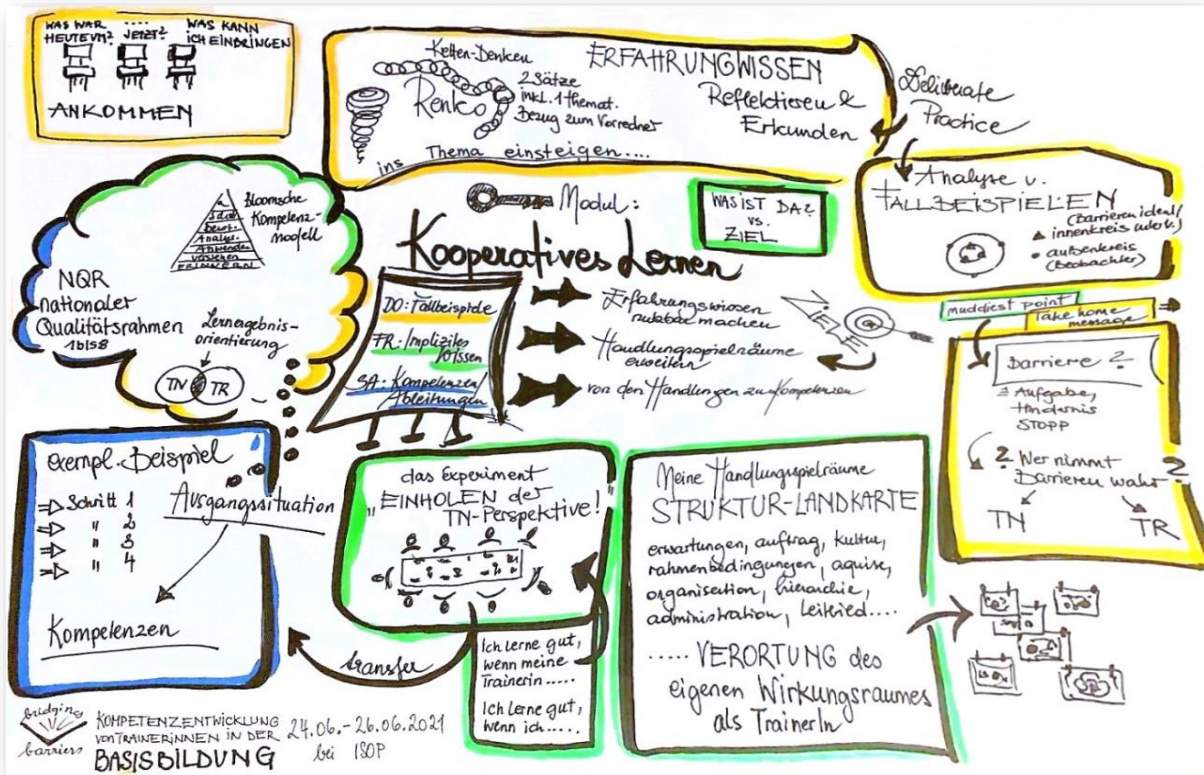 WAS WAR .... WAS KANN
HEUTE VM? JETZT? ICH EINBRINGEN
ANKOMMEN
Ketten-Denken
ERFAHRUNGWISSEN
Renko
2 Sätze
inkl. 1 themat.
Bezug zum Vorredner
Reflektieren &
Erkunden
ins Thema einsteigen....
Deliberate
Practice
Analyse v.
FALLBEISPIELEN
(Barrieren ideal/
innenkreis
außenkreis
(Beobachter)
Bloomsche
Kompetenz-
modell
Beurt.
Analys.
Anwenden
verstehen
ERINNERN
NQR
nationaler
Qualitätsrahmen
1 bis 8
Lernergebnis-
orientierung
TN TR
Modul:
Kooperatives Lernen
WAS IST DA?
vs.
ZIEL
DO: Fallbeispiele
FR: Implizites
Wissen
SA: Kompetenzen/
Ableitungen
Erfahrungswissen
nutzbar machen
Handlungsspielräume
erweitern
von den Handlungen zu Kompetenzen
ZIEL
muddiest point
Take home
message
Barriere?
= Aufgabe,
Hindernis
STOPP
? Wer nimmt
Barrieren wahr?
TN TR
exempl. Beispiel
Schritt 1
" 2
" 3
" 4
Ausgangssituation
Kompetenzen
das Experiment
"EINHOLEN der
TN-Perspektive!
transfer
Ich lerne gut,
wenn meine
Trainerin.....
Ich lerne gut,
wenn ich.....
Meine Handlungsspielräume
STRUKTUR-LANDKARTE
erwartungen, auftrag, kultur,
rahmenbedingungen, aquise,
organisation, hierarchie,
administration, leitbied....
..... VERORTUNG des
eigenen Wirkungsraumes
als TrainerIn
bridging
barriers
KOMPETENZENTWICKLUNG
von TRAINERINNEN IN DER
BASISBILDUNG
24.06.-26.06.2021
bei ISOP